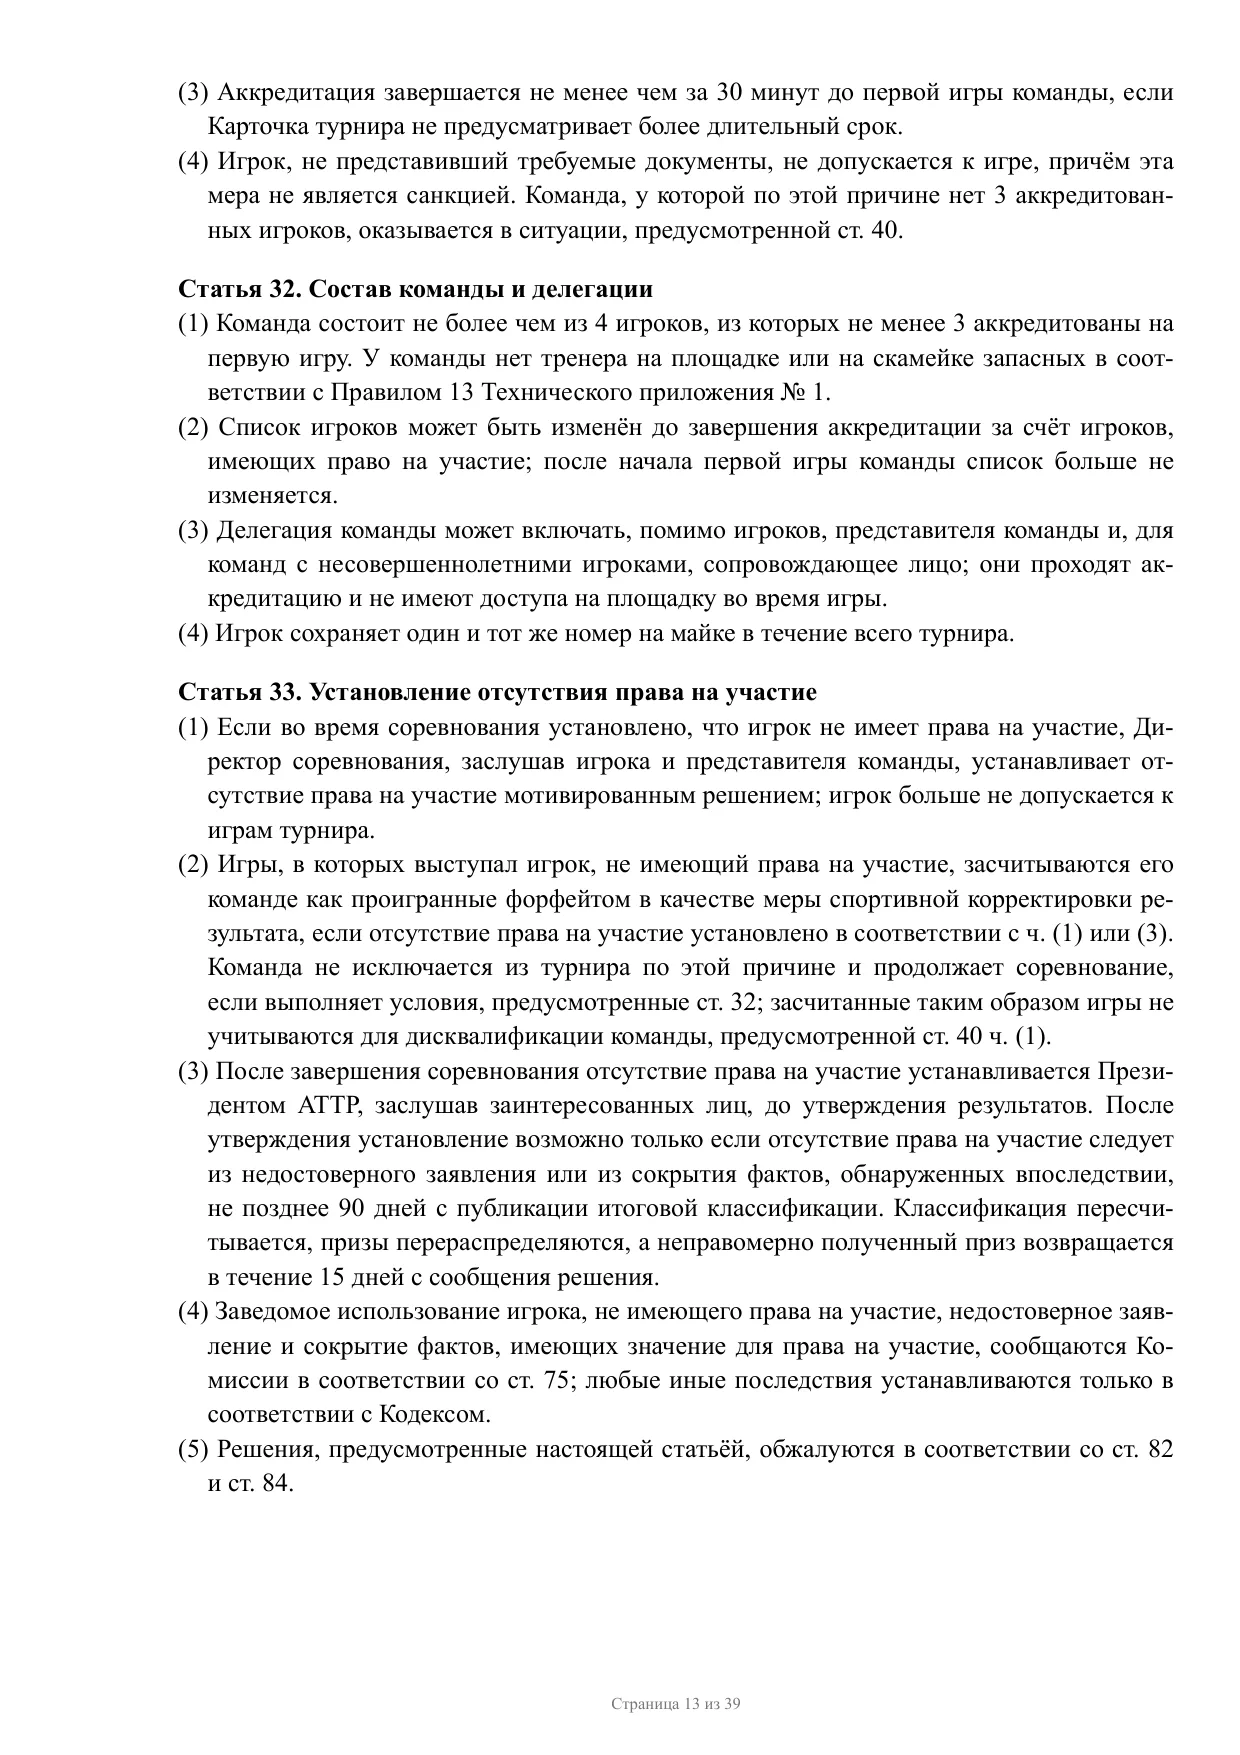 (3) Аккредитация завершается не менее чем за 30 минут до первой игры команды, если
Карточка турнира не предусматривает более длительный срок.
(4) Игрок, не представивший требуемые документы, не допускается к игре, причём эта
мера не является санкцией. Команда, у которой по этой причине нет 3 аккредитован-
ных игроков, оказывается в ситуации, предусмотренной ст. 40.
Статья 32. Состав команды и делегации
(1) Команда состоит не более чем из 4 игроков, из которых не менее 3 аккредитованы на
первую игру. У команды нет тренера на площадке или на скамейке запасных в соот-
ветствии с Правилом 13 Технического приложения № 1.
(2) Список игроков может быть изменён до завершения аккредитации за счёт игроков,
имеющих право на участие; после начала первой игры команды список больше не
изменяется.
(3) Делегация команды может включать, помимо игроков, представителя команды и, для
команд с несовершеннолетними игроками, сопровождающее лицо; они проходят ак-
кредитацию и не имеют доступа на площадку во время игры.
(4) Игрок сохраняет один и тот же номер на майке в течение всего турнира.
Статья 33. Установление отсутствия права на участие
(1) Если во время соревнования установлено, что игрок не имеет права на участие, Ди-
ректор соревнования, заслушав игрока и представителя команды, устанавливает от-
сутствие права на участие мотивированным решением; игрок больше не допускается к
играм турнира.
(2) Игры, в которых выступал игрок, не имеющий права на участие, засчитываются его
команде как проигранные форфейтом в качестве меры спортивной корректировки ре-
зультата, если отсутствие права на участие установлено в соответствии с ч. (1) или (3).
Команда не исключается из турнира по этой причине и продолжает соревнование,
если выполняет условия, предусмотренные ст. 32; засчитанные таким образом игры не
учитываются для дисквалификации команды, предусмотренной ст. 40 ч. (1).
(3) После завершения соревнования отсутствие права на участие устанавливается Прези-
дентом АТТР, заслушав заинтересованных лиц, до утверждения результатов. После
утверждения установление возможно только если отсутствие права на участие следует
из недостоверного заявления или из сокрытия фактов, обнаруженных впоследствии,
не позднее 90 дней с публикации итоговой классификации. Классификация пересчи-
тывается, призы перераспределяются, а неправомерно полученный приз возвращается
в течение 15 дней с сообщения решения.
(4) Заведомое использование игрока, не имеющего права на участие, недостоверное заяв-
ление и сокрытие фактов, имеющих значение для права на участие, сообщаются Ко-
миссии в соответствии со ст. 75; любые иные последствия устанавливаются только в
соответствии с Кодексом.
(5) Решения, предусмотренные настоящей статьёй, обжалуются в соответствии со ст. 82
и ст. 84.
Страница 13 из 39